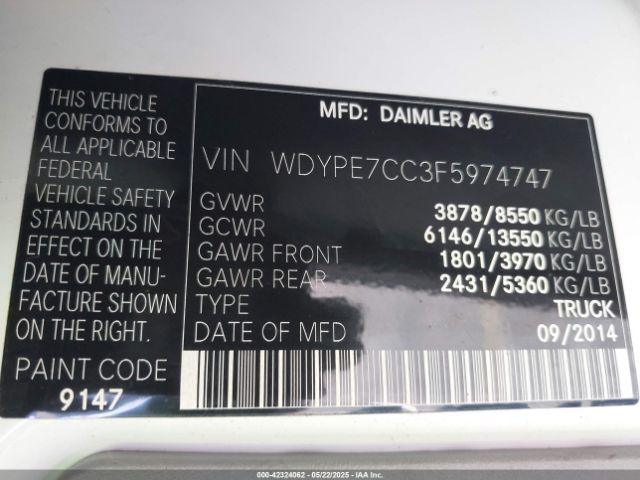 THIS VEHICLE
CONFORMS TO
ALL APPLICABLE
FEDERAL
VEHICLE SAFETY
STANDARDS IN
EFFECT ON THE
DATE OF MANU-
FACTURE SHOWN
ON THE RIGHT.
PAINT CODE
9147
MFD: DAIMLER AG
VIN WDYPE7CC3F5974747
GVWR 3878/8550 KG/LB
GCWR 6146/13550 KG/LB
GAWR FRONT 1801/3970 KG/LB
GAWR REAR 2431/5360 KG/LB
TYPE TRUCK
DATE OF MFD 09/2014
000-42324062 - 05/22/2025 - IAA Inc.